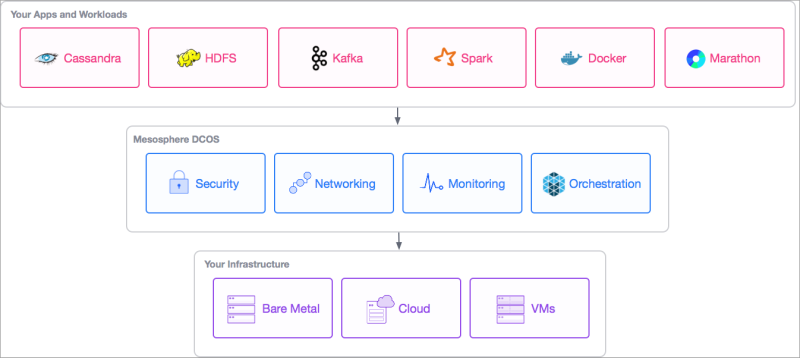 Your Apps and Workloads
Cassandra
HDFS
Kafka
Spark
Docker
Marathon
Mesosphere DCOS
Security
Networking
Monitoring
Orchestration
Your Infrastructure
Bare Metal
Cloud
VMs